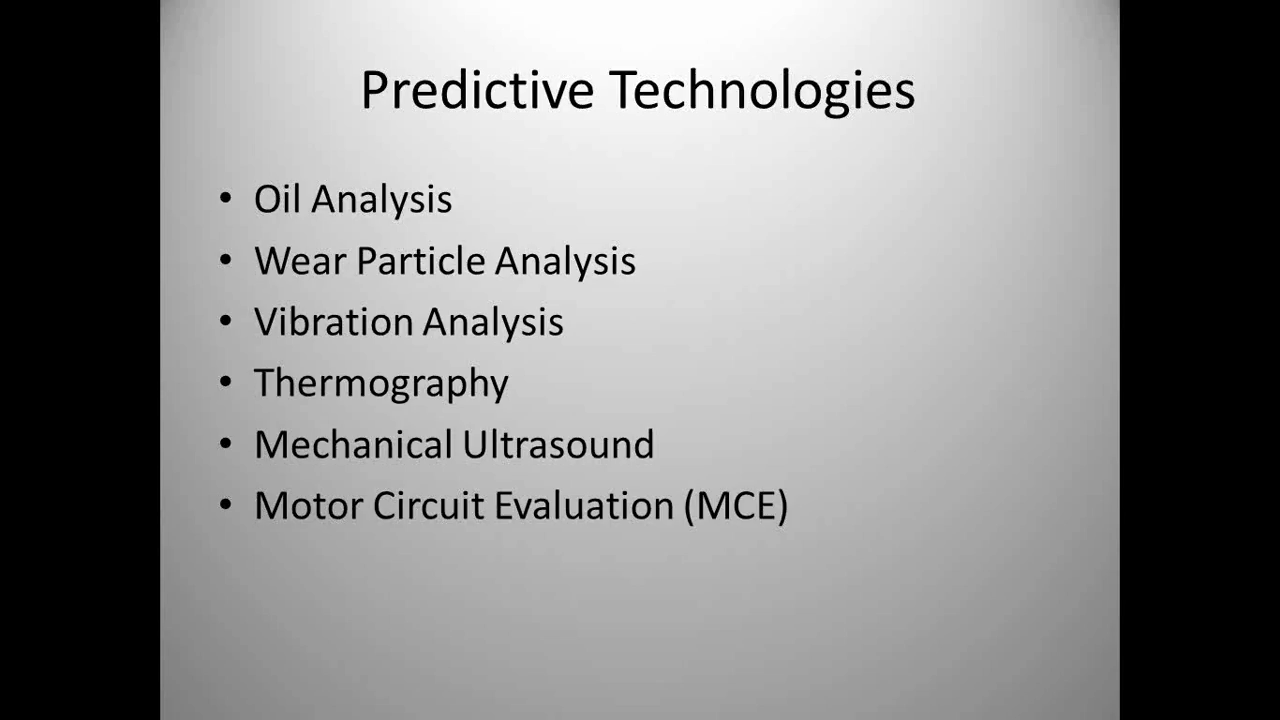 Predictive Technologies
• Oil Analysis
• Wear Particle Analysis
• Vibration Analysis
• Thermography
• Mechanical Ultrasound
• Motor Circuit Evaluation (MCE)